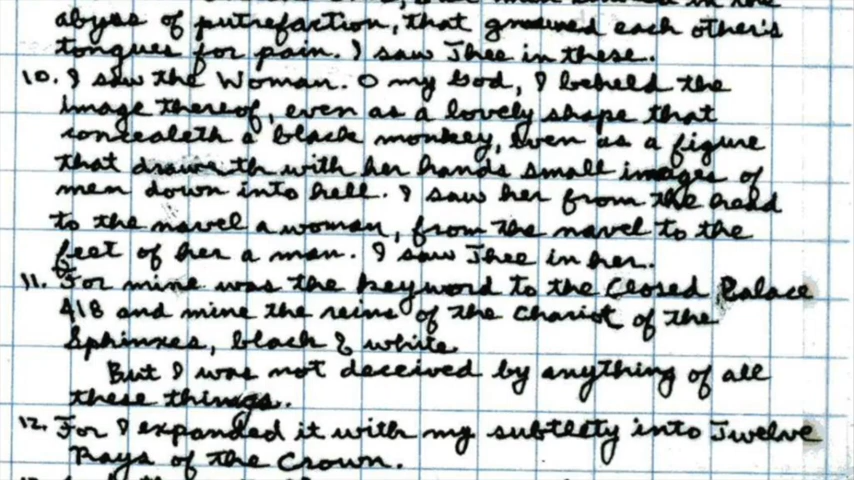 abyss of putrefaction, that gnawed each other's
tongues for pain. I saw Thee in these.
10. I saw the Woman. O my God, I beheld the
image thereof, even as a lovely shape that
concealeth a black monkey, even as a figure
that draweth with her hands small images of
men down into hell. I saw her from the head
to the navel a woman, from the navel to the
feet of her a man. I saw Thee in her.
11. For mine was the keyword to the Closed Palace
418 and mine the reins of the Chariot of the
Sphinxes, black & white
But I was not deceived by anything of all
these things.
12. For I expanded it with my subtlety into Twelve
Rays of the Crown.